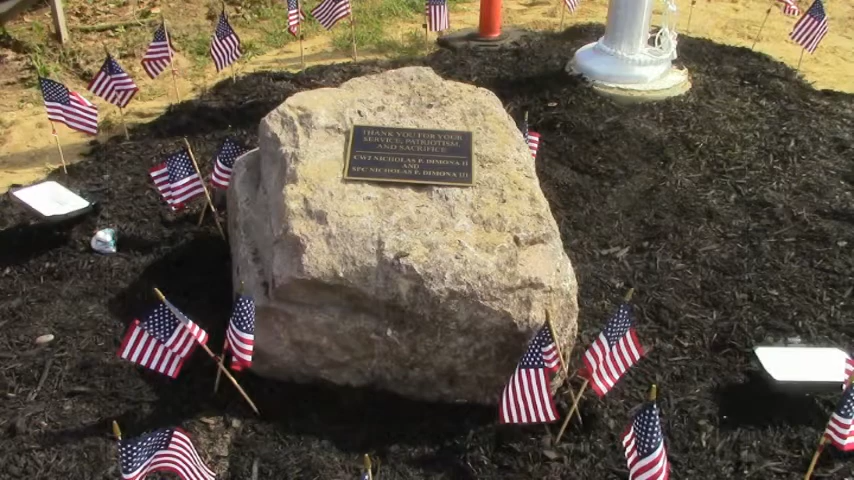 THANK YOU FOR YOUR
SERVICE, PATRIOTISM,
AND SACRIFICE
CW2 NICHOLAS P. DIMONA II
AND
SPC NICHOLAS P. DIMONA III